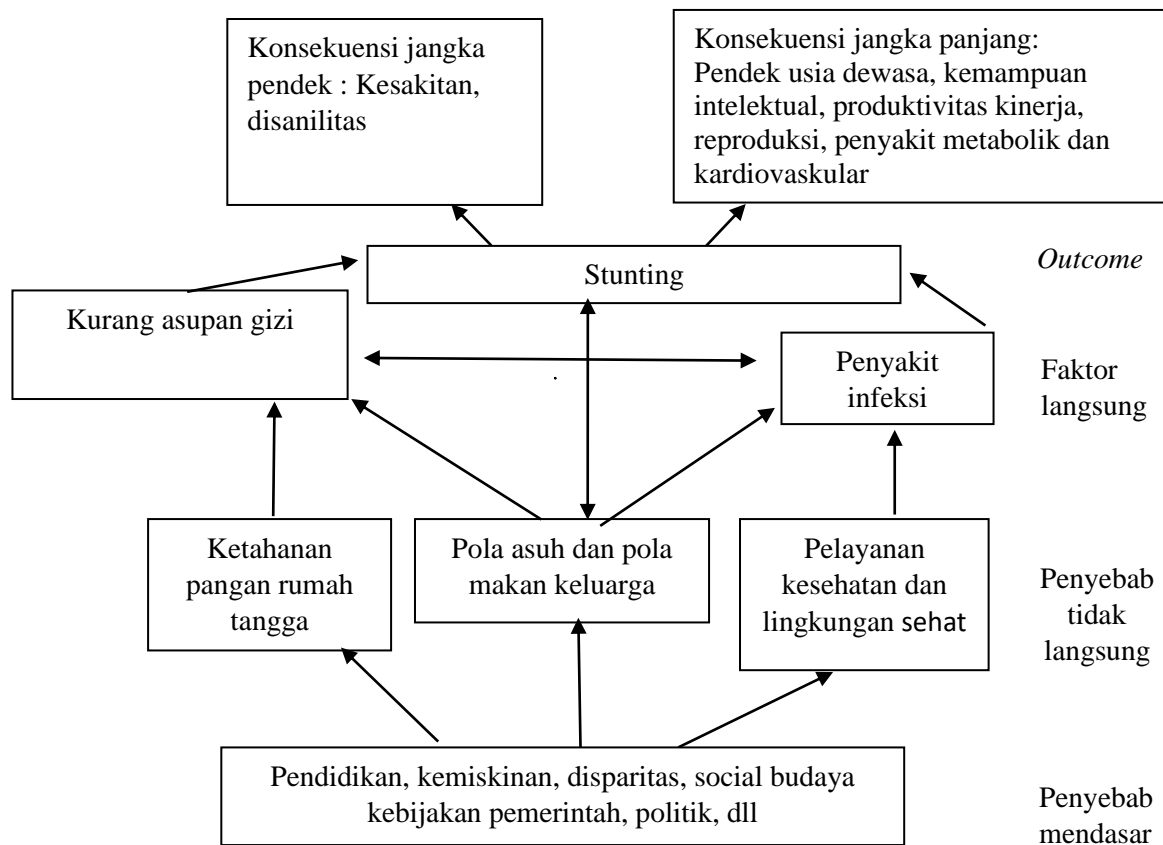 Konsekuensi jangka
pendek : Kesakitan,
disanilitas
Konsekuensi jangka panjang:
Pendek usia dewasa, kemampuan
intelektual, produktivitas kinerja,
reproduksi, penyakit metabolik dan
kardiovaskular
Stunting
Outcome
Kurang asupan gizi
Penyakit
infeksi
Faktor
langsung
Ketahanan
pangan rumah
tangga
Pola asuh dan pola
makan keluarga
Pelayanan
kesehatan dan
lingkungan sehat
Penyebab
tidak
langsung
Pendidikan, kemiskinan, disparitas, social budaya
kebijakan pemerintah, politik, dll
Penyebab
mendasar